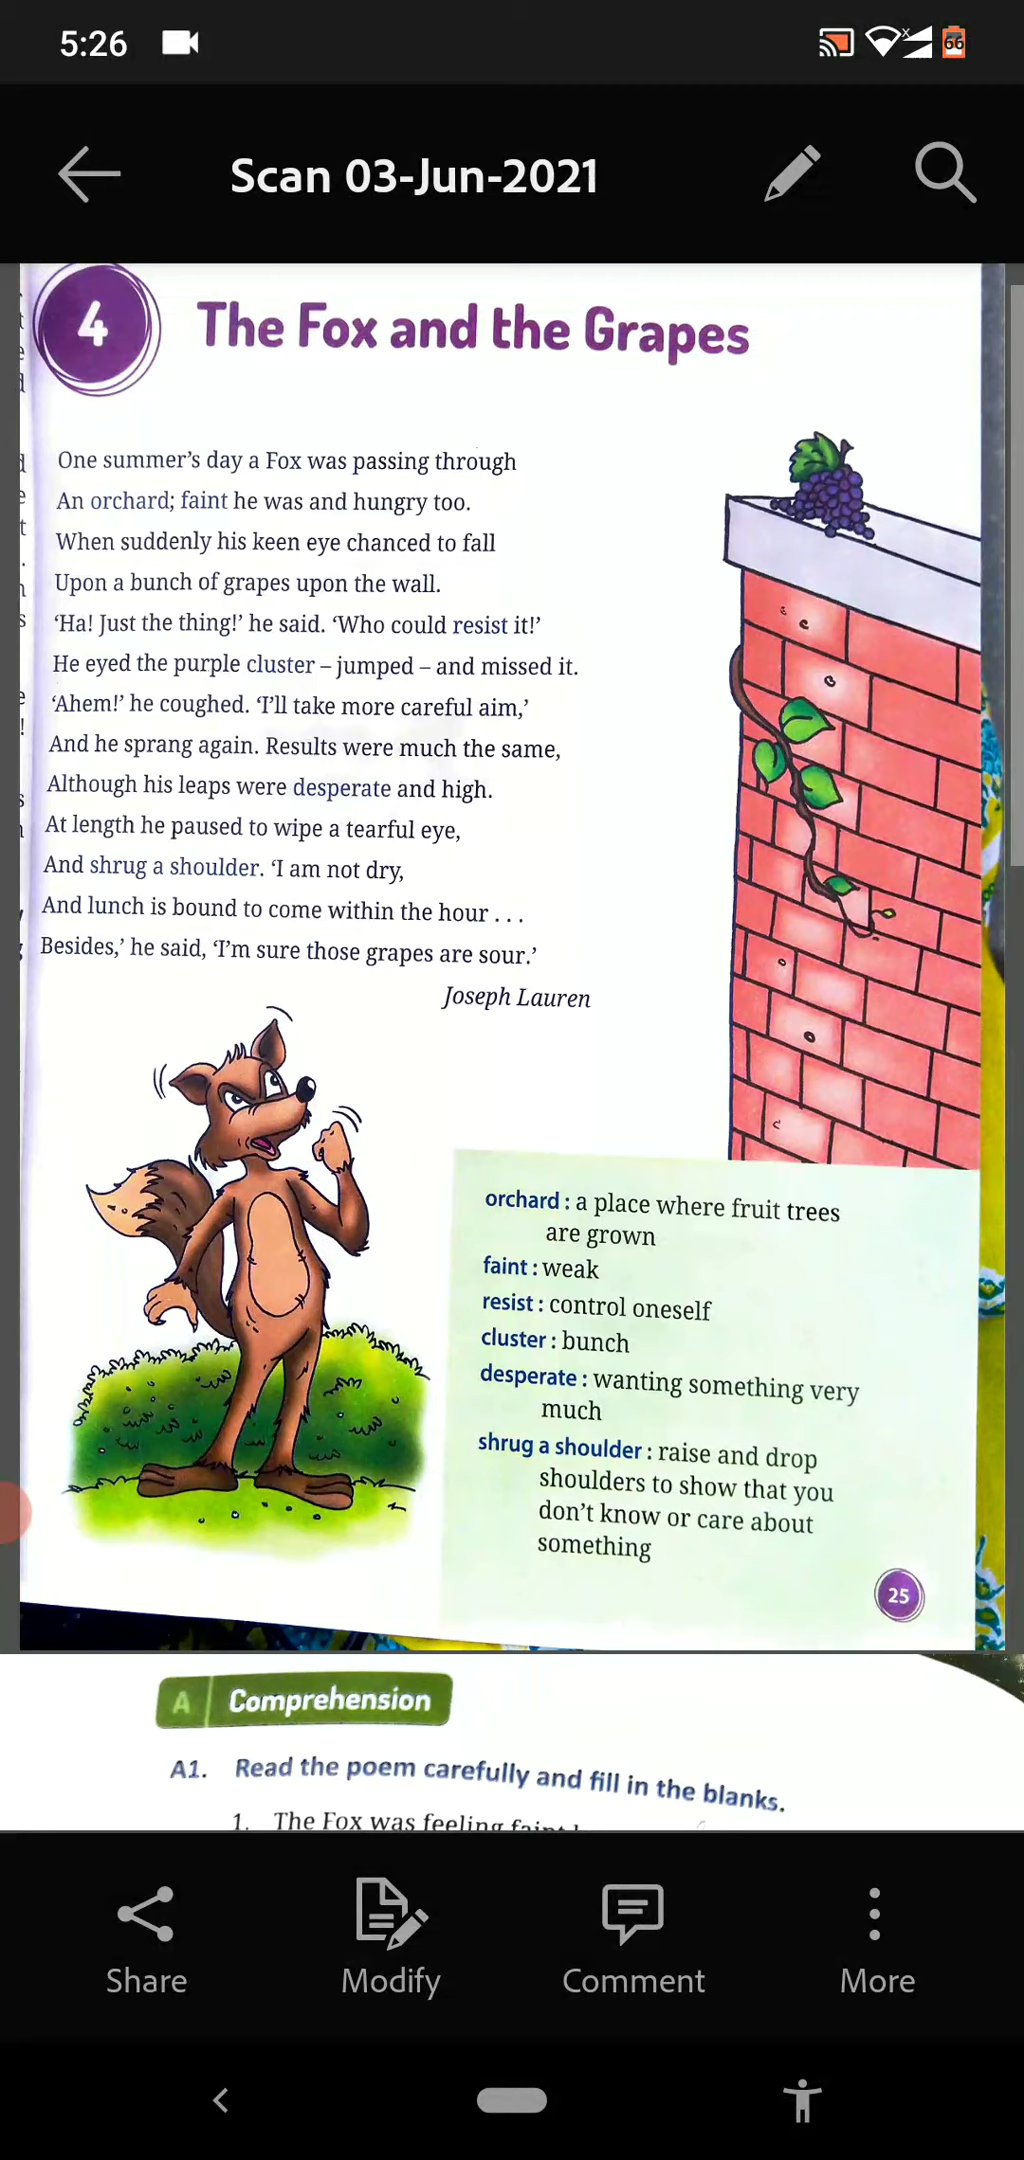 5:26
66
Scan 03-Jun-2021
4
The Fox and the Grapes
One summer's day a Fox was passing through
An orchard; faint he was and hungry too.
When suddenly his keen eye chanced to fall
Upon a bunch of grapes upon the wall.
‘Ha! Just the thing!’ he said. ‘Who could resist it!’
He eyed the purple cluster – jumped – and missed it.
‘Ahem!’ he coughed. ‘I’ll take more careful aim,’
And he sprang again. Results were much the same,
Although his leaps were desperate and high.
At length he paused to wipe a tearful eye,
And shrug a shoulder. ‘I am not dry,
And lunch is bound to come within the hour . . .
Besides,’ he said, ‘I’m sure those grapes are sour.’
Joseph Lauren
orchard : a place where fruit trees
are grown
faint : weak
resist : control oneself
cluster : bunch
desperate : wanting something very
much
shrug a shoulder : raise and drop
shoulders to show that you
don’t know or care about
something
25
A Comprehension
A1. Read the poem carefully and fill in the blanks.
1. The Fox was feeling faint
Share Modify Comment More